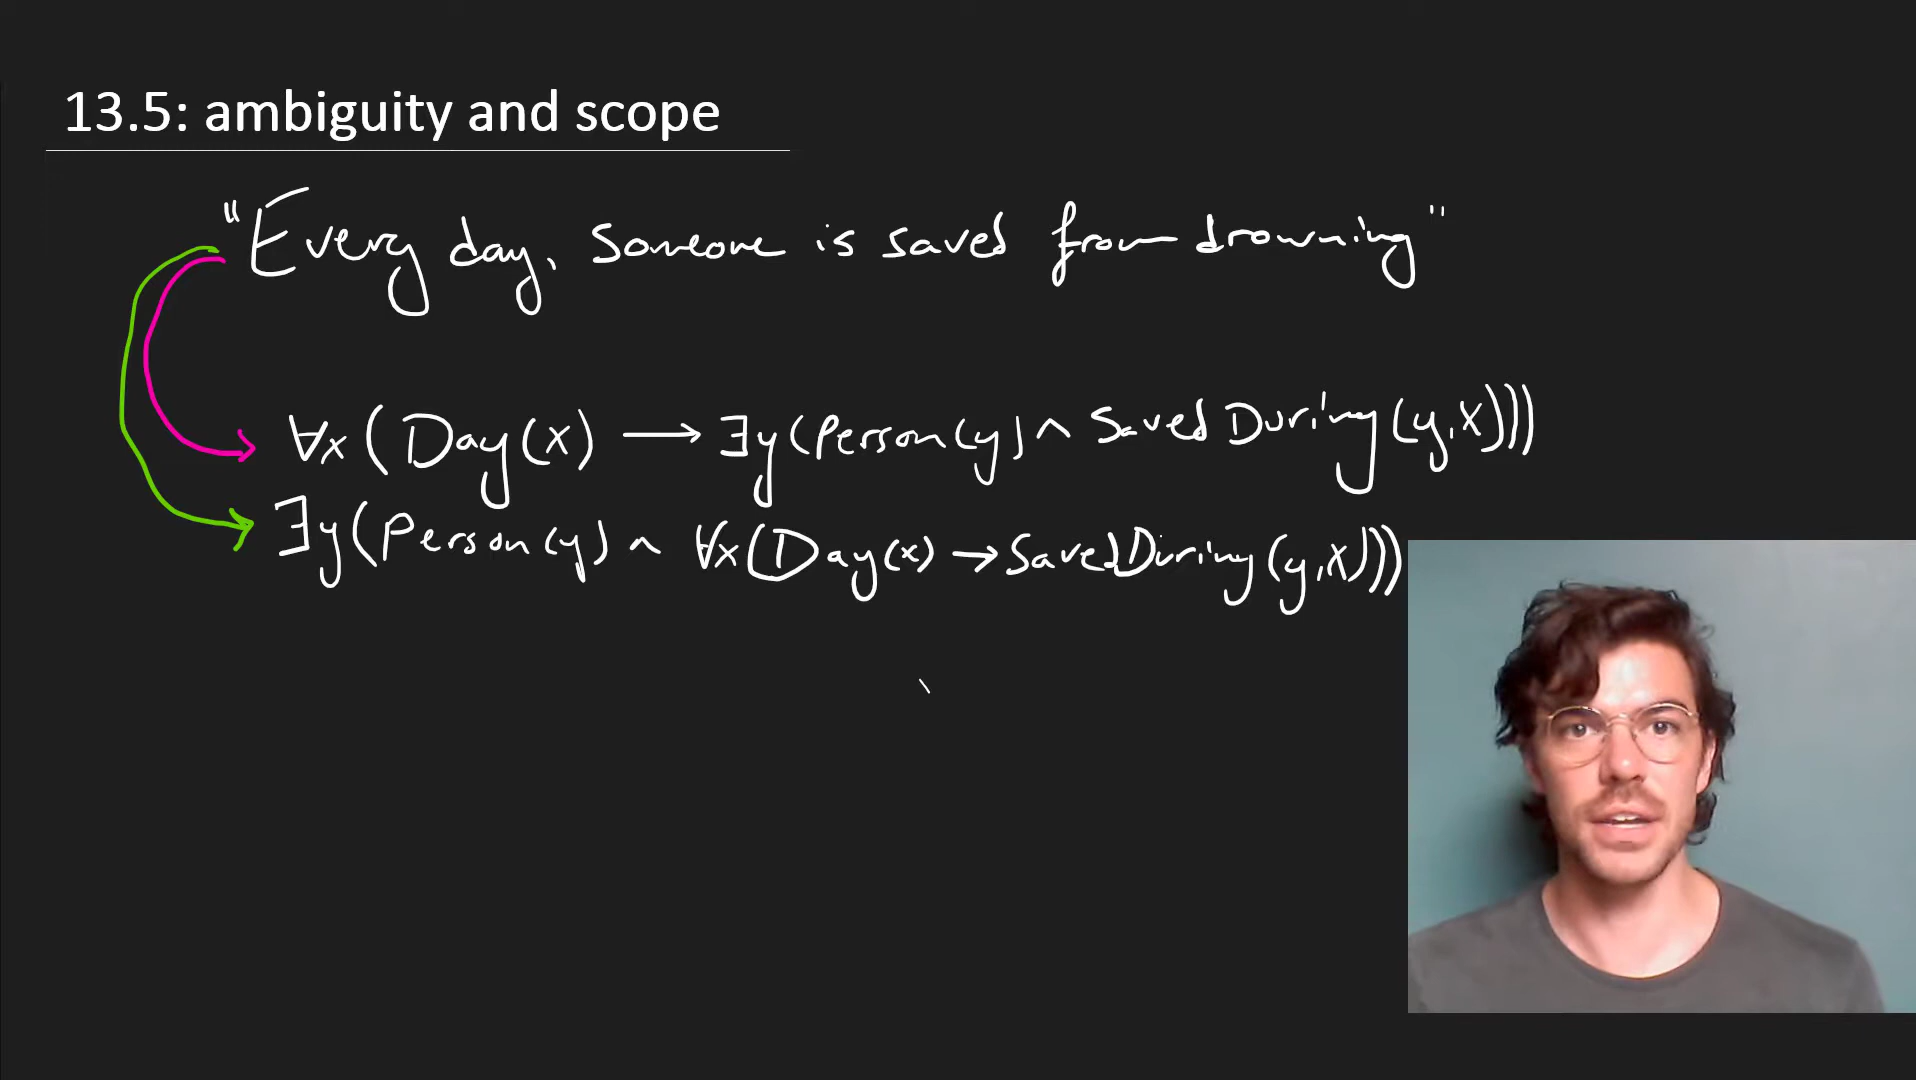 13.5: ambiguity and scope
"Every day, someone is saved from drowning"
∀x(Day(x) → ∃y(Person(y) ∧ SavedDuring(y,x)))
∃y(Person(y) ∧ ∀x(Day(x) → SavedDuring(y,x)))